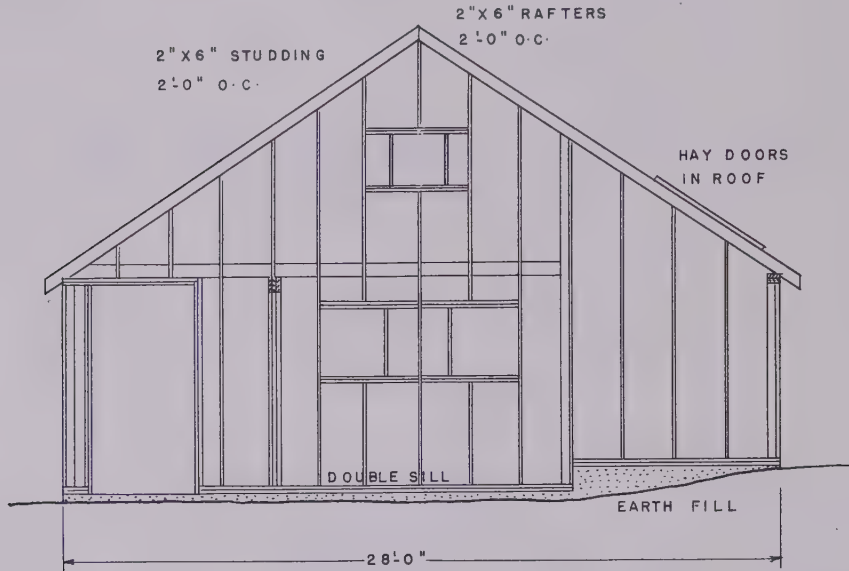 2"X6" RAFTERS
2'-0" O.C.
2"X6" STUDDING
2'-0" O.C.
HAY DOORS
IN ROOF
DOUBLE SILL
EARTH FILL
28'-0"